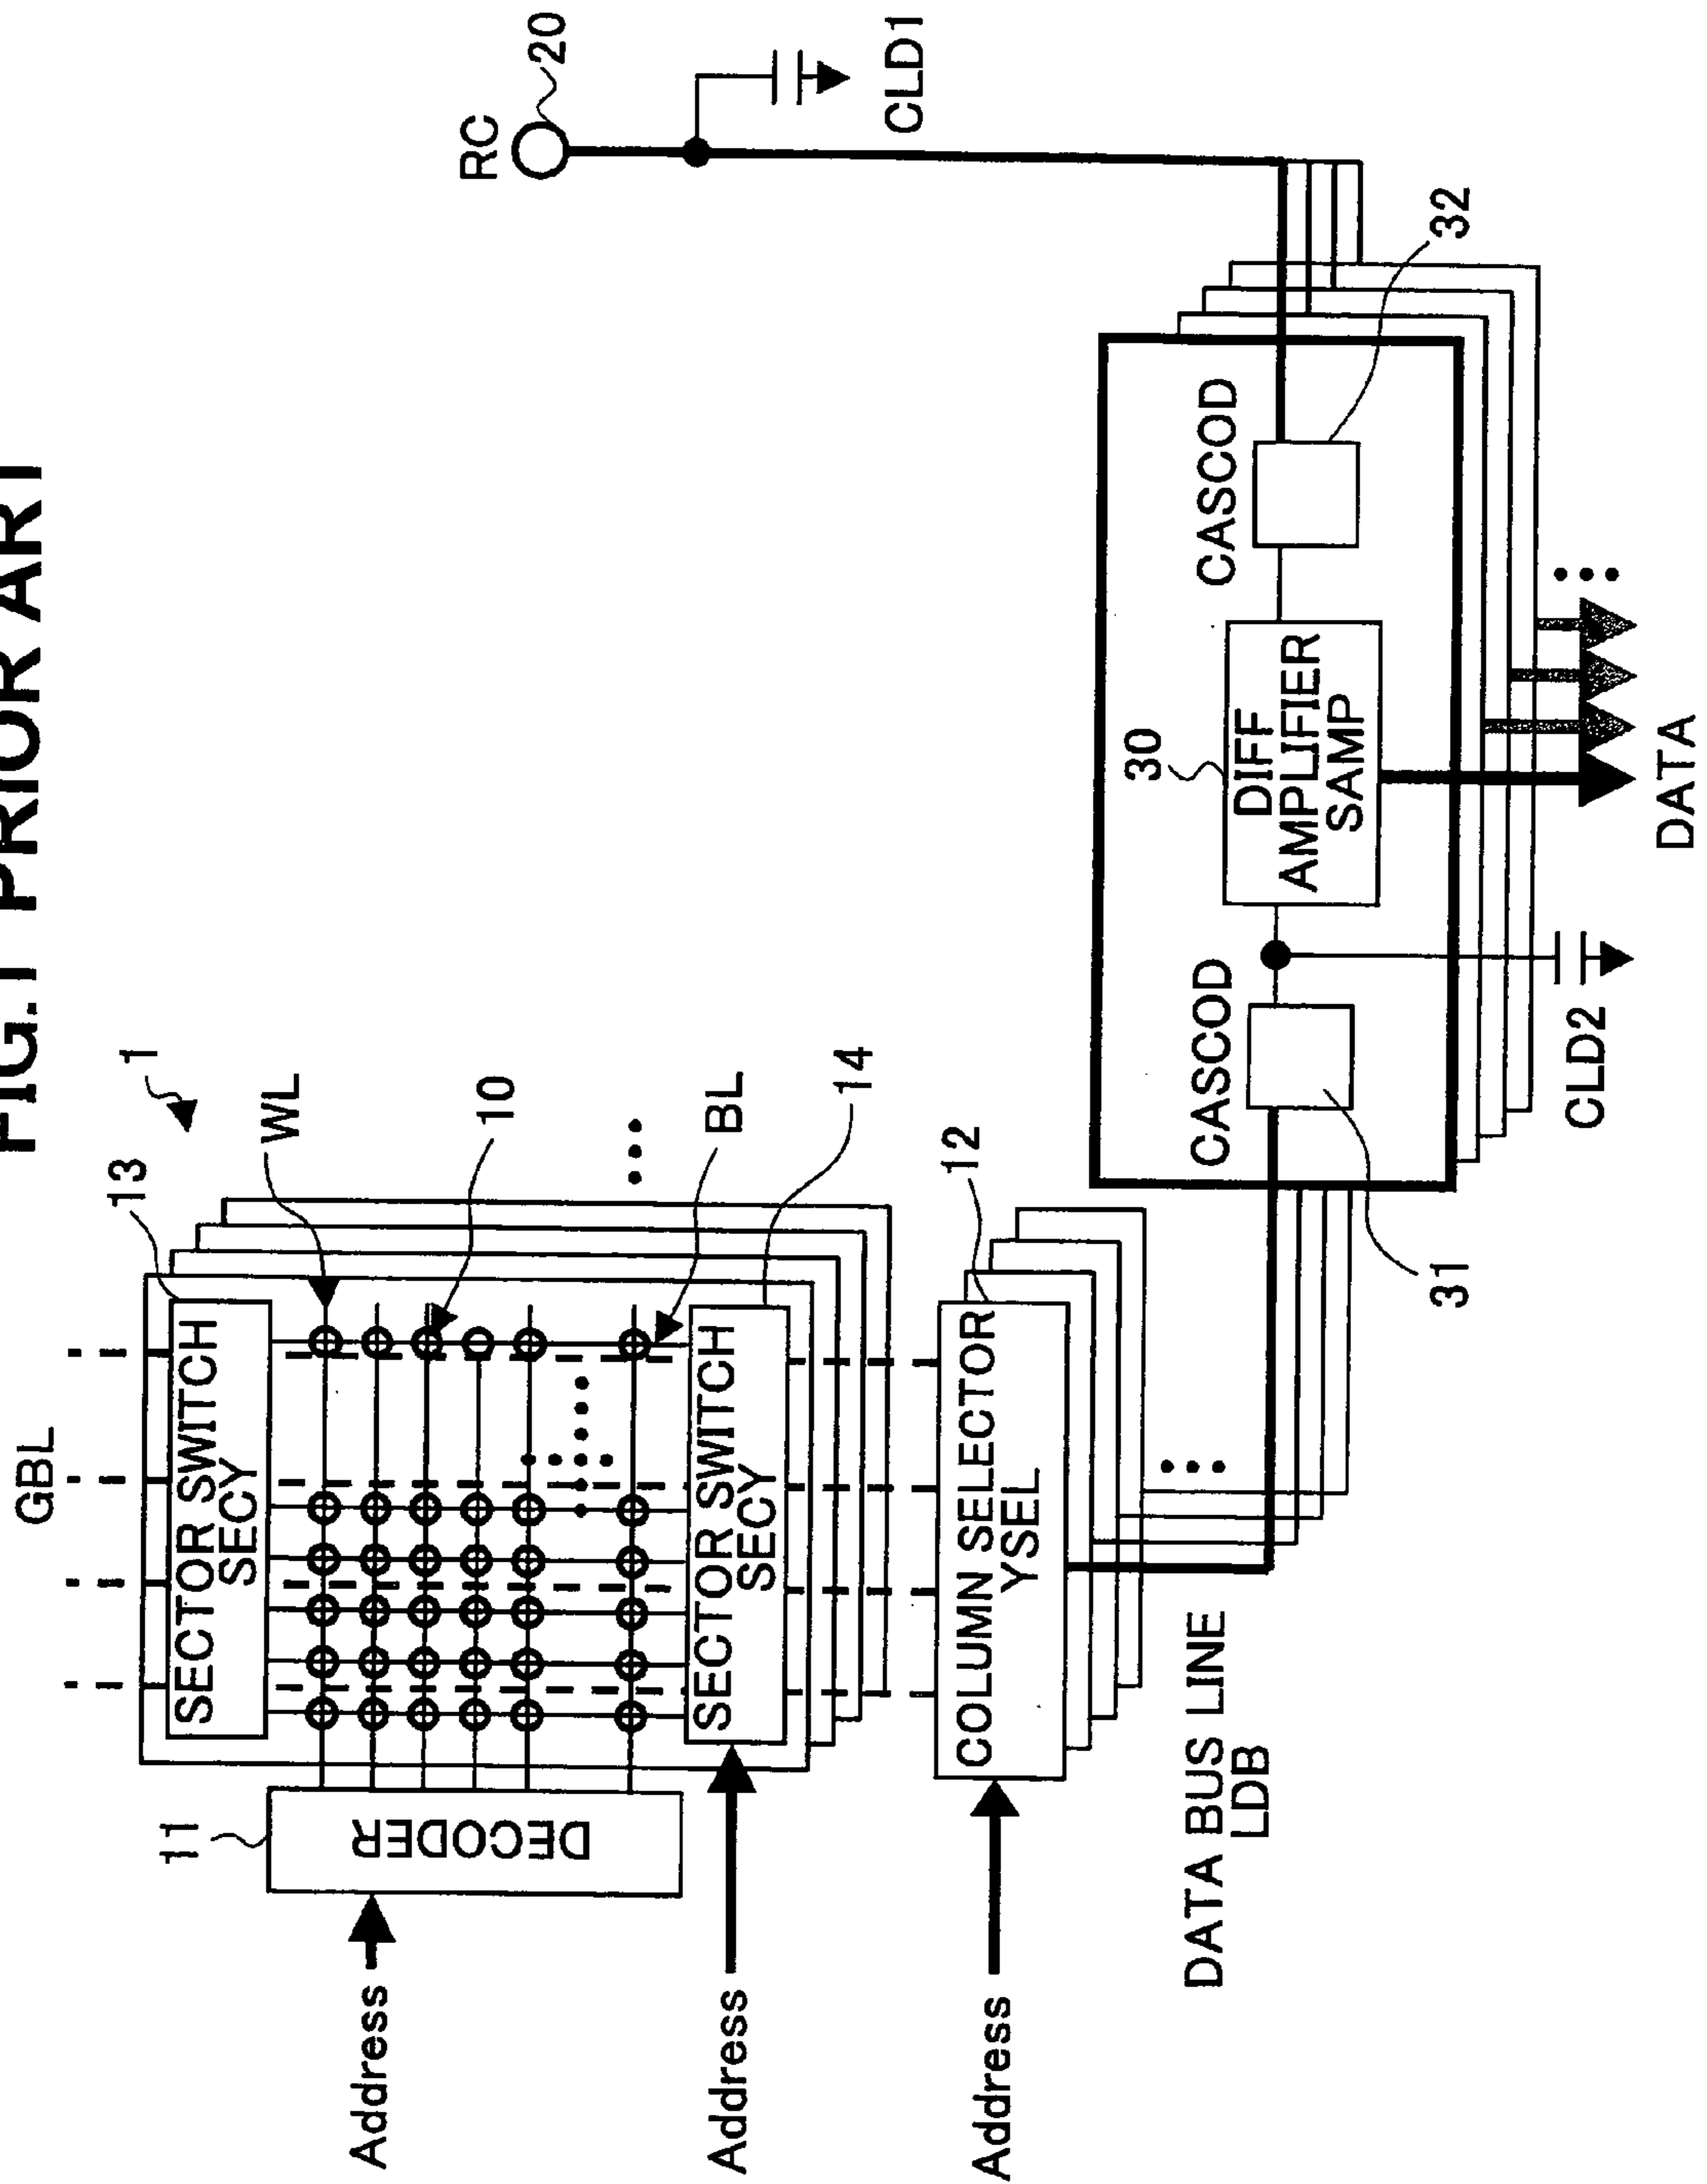 FIG.1 PRIOR ART
GBL
13
1
SECTOR SWITCH
SECY
WL
10
11
DECODER
Address
BL
14
SECTOR SWITCH
SECY
Address
12
COLUMN SELECTOR
YSEL
Address
DATA BUS LINE
LDB
RC
20
CLD1
CASCOD
31
30
DIFF
AMPLIFIER
SAMP
CASCOD
32
CLD2
DATA